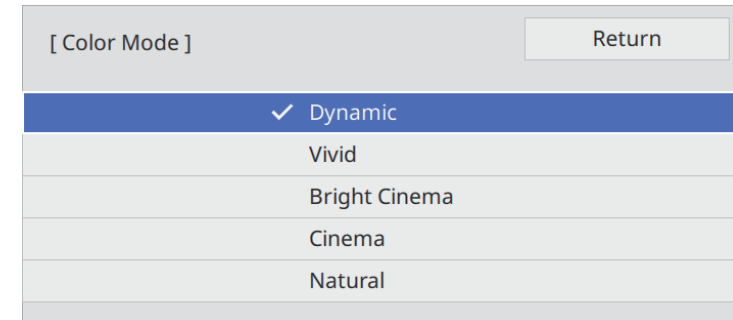 [ Color Mode ]
Return
Dynamic
Vivid
Bright Cinema
Cinema
Natural